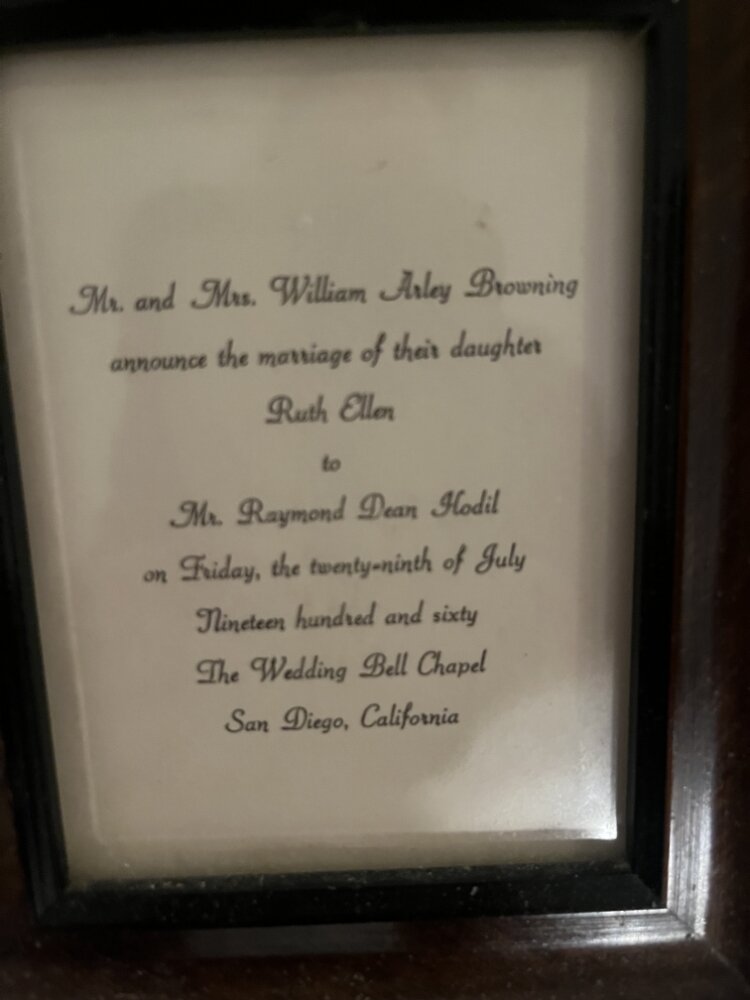 Mr. and Mrs. William Arley Browning
announce the marriage of their daughter
Ruth Ellen
to
Mr. Raymond Dean Hodil
on Friday, the twenty-ninth of July
Nineteen hundred and sixty
The Wedding Bell Chapel
San Diego, California